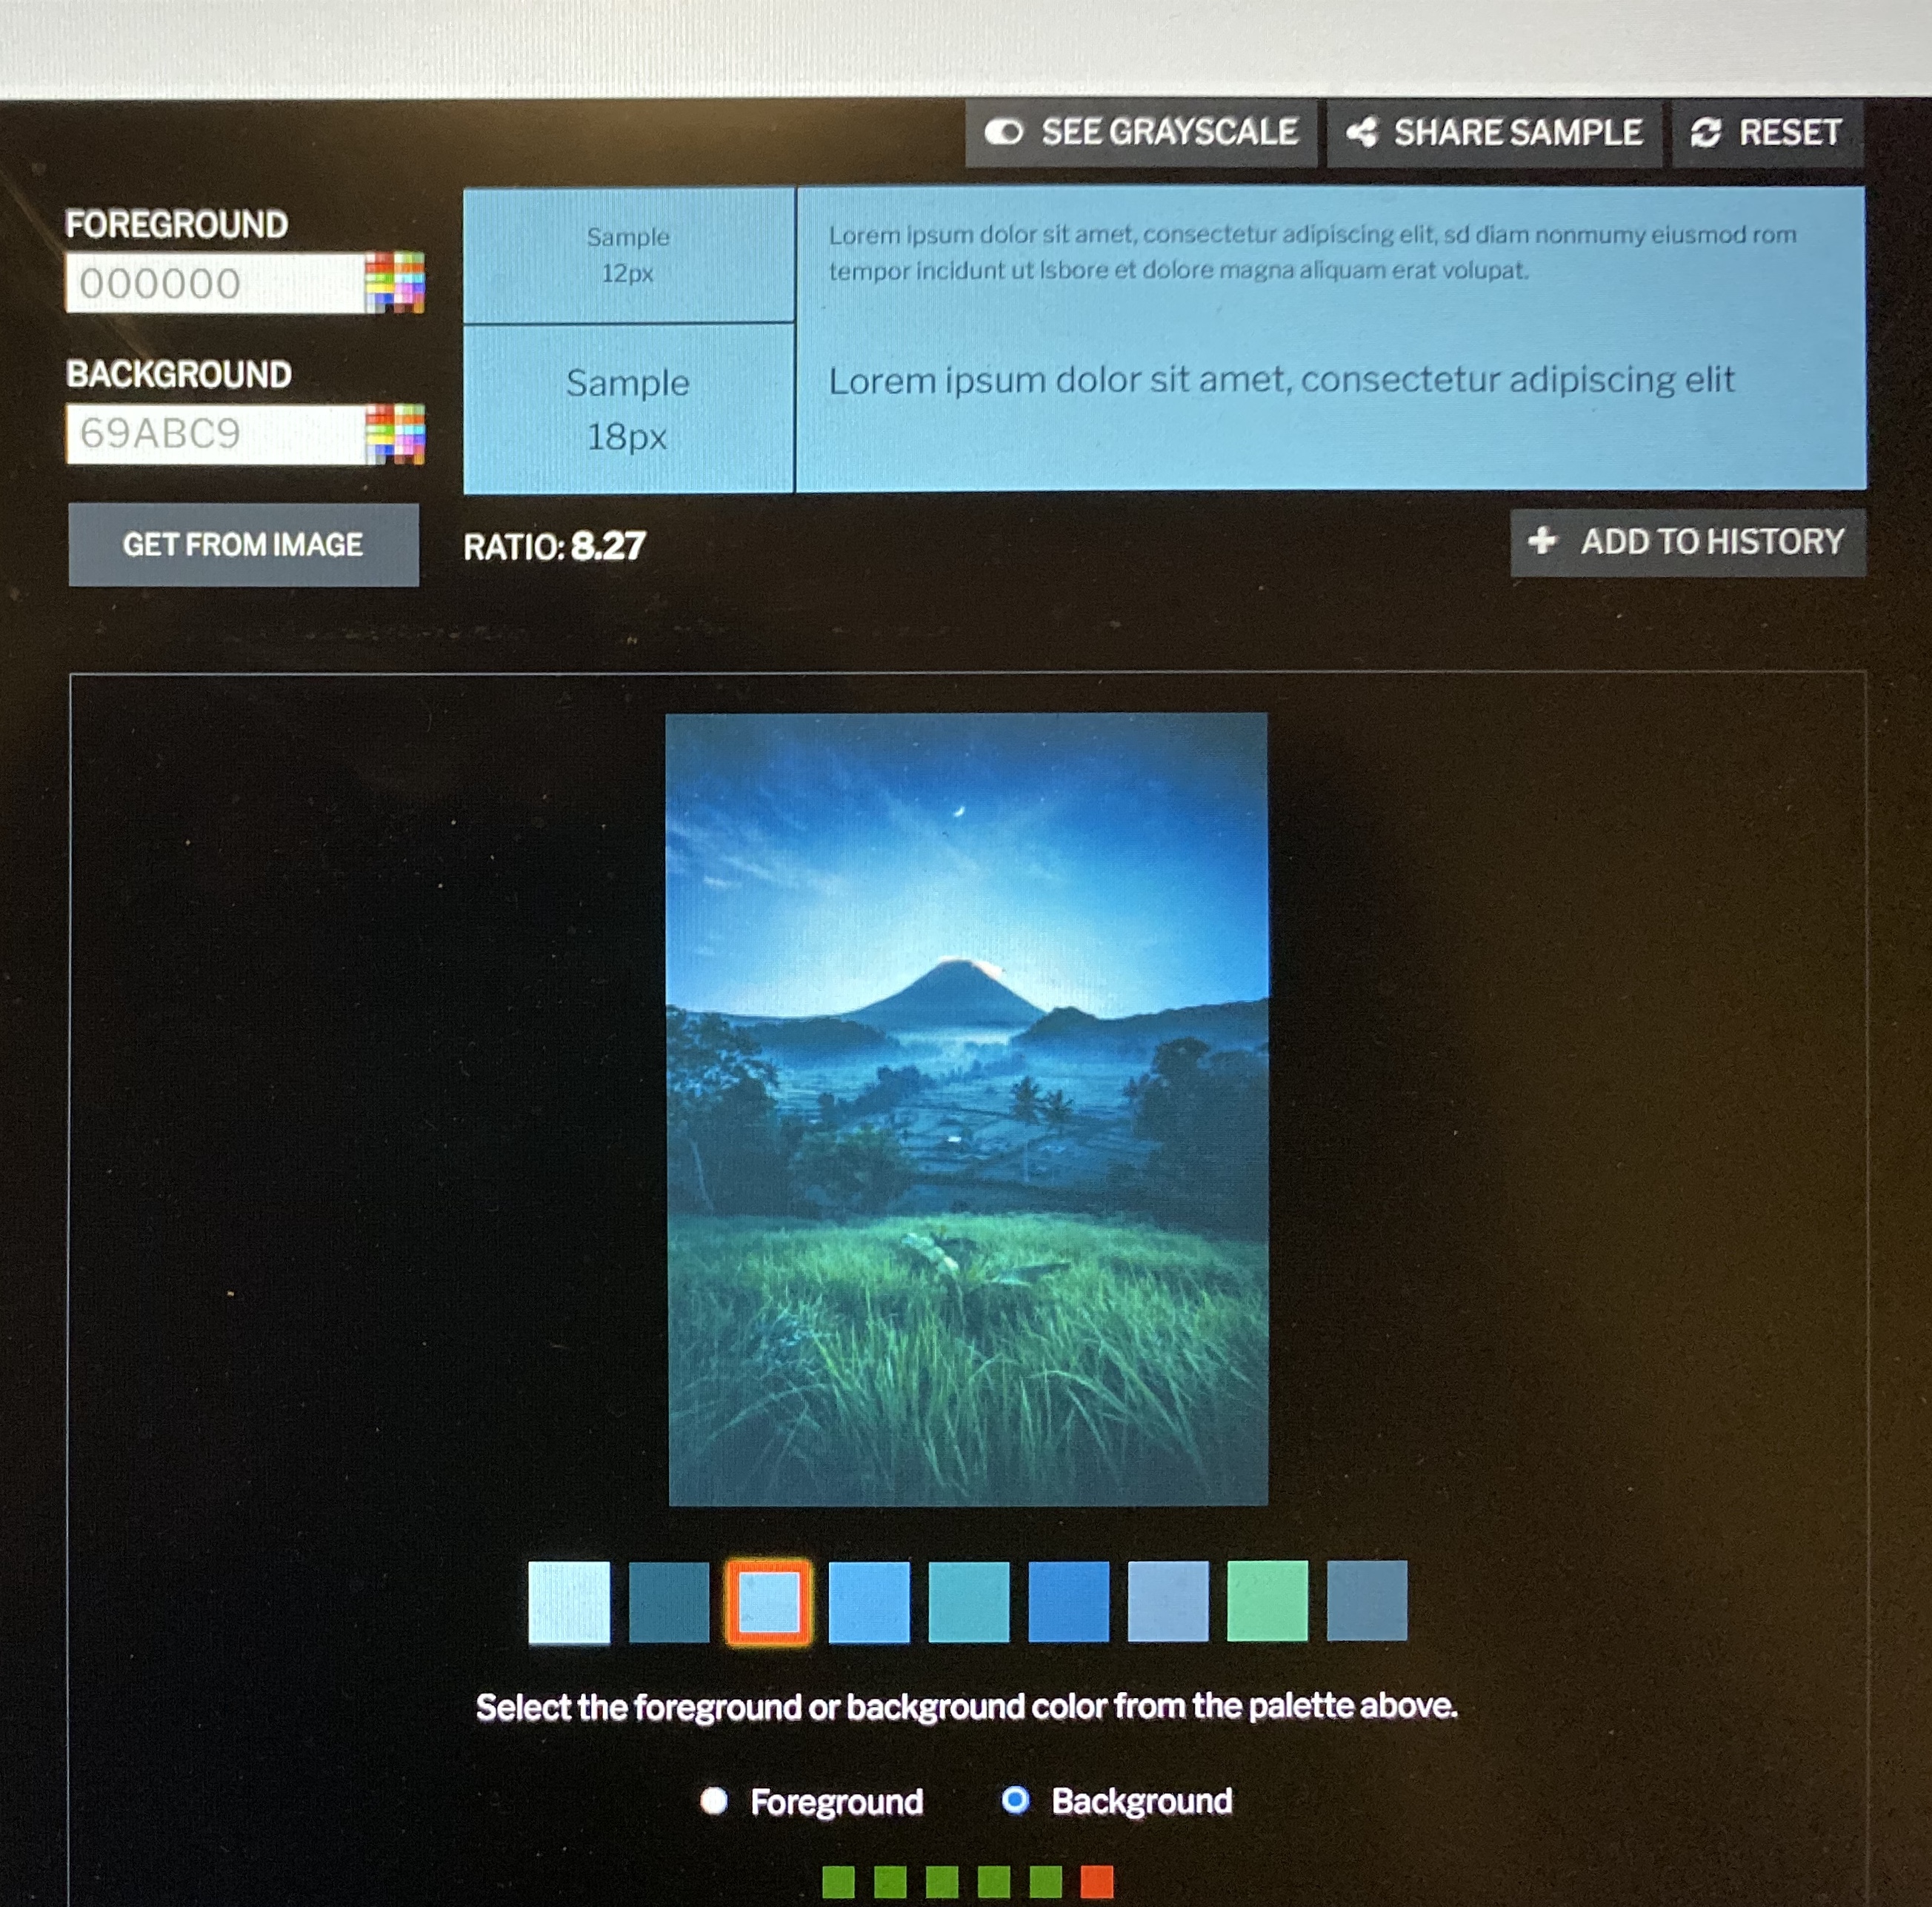 SEE GRAYSCALE
SHARE SAMPLE
RESET
FOREGROUND
000000
BACKGROUND
69ABC9
GET FROM IMAGE
Sample
12px
Lorem ipsum dolor sit amet, consectetur adipiscing elit, sd diam nonmumy eiusmod rom
tempor incidunt ut lsbore et dolore magna aliquam erat volupat.
Sample
18px
Lorem ipsum dolor sit amet, consectetur adipiscing elit
RATIO: 8.27
ADD TO HISTORY
Select the foreground or background color from the palette above.
Foreground
Background